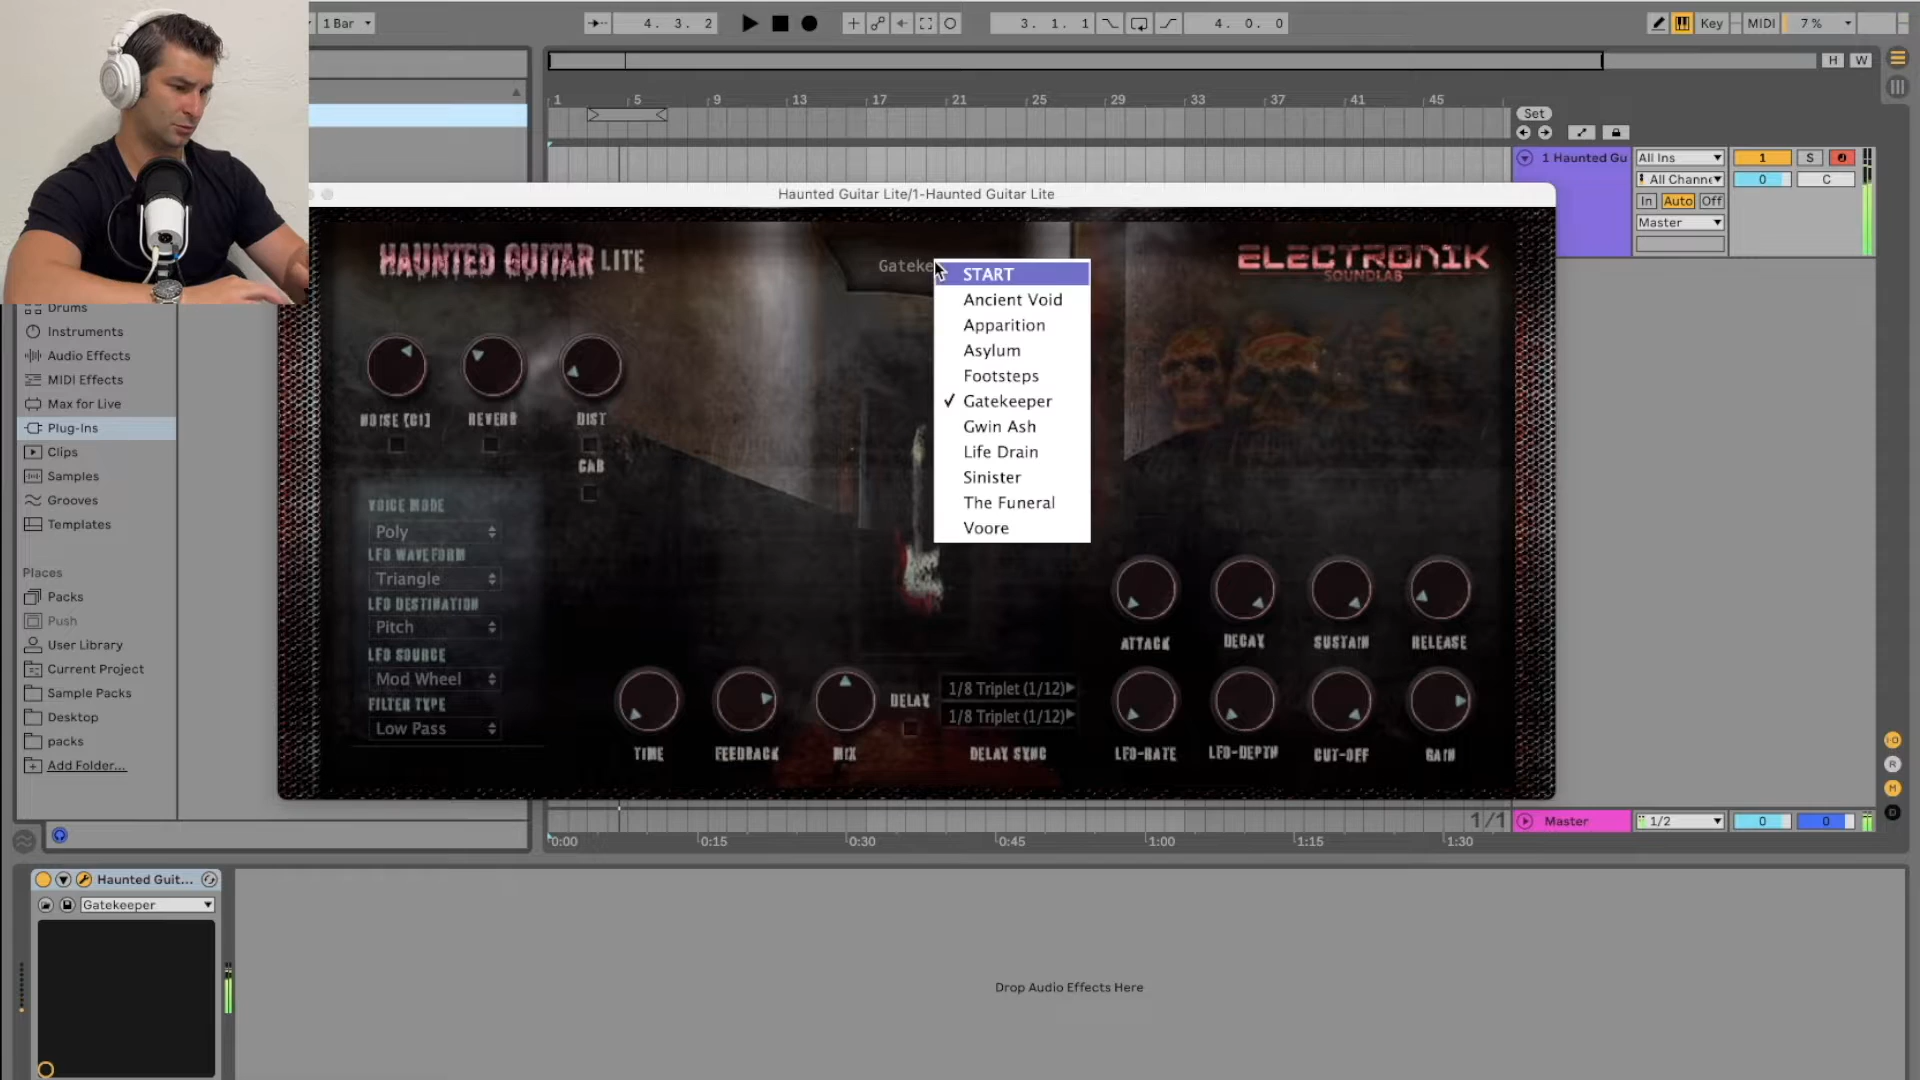 1 Bar
4. 3. 2
3. 1. 1
4. 0. 0
Key
MIDI
7 %
H
W
1
5
9
13
17
21
25
29
33
37
41
45
Set
1 Haunted Gu
All Ins
1
S
All Channe
0
C
In
Auto
Off
Master
Haunted Guitar Lite/1-Haunted Guitar Lite
HAUNTED GUITAR LITE
Gateke
ELECTRONIK
SOUNDLAB
START
Ancient Void
Apparition
Asylum
Footsteps
✓ Gatekeeper
Gwin Ash
Life Drain
Sinister
The Funeral
Voore
Drums
Instruments
Audio Effects
MIDI Effects
Max for Live
Plug-Ins
Clips
Samples
Grooves
Templates
Places
Packs
Push
User Library
Current Project
Sample Packs
Desktop
packs
Add Folder...
NOISE [C1]
REVERB
DIST
CAB
VOICE MODE
Poly
LFO WAVEFORM
Triangle
LFO DESTINATION
Pitch
LFO SOURCE
Mod Wheel
FILTER TYPE
Low Pass
TIME
FEEDBACK
MIX
DELAY
1/8 Triplet (1/12)
1/8 Triplet (1/12)
DELAY SYNC
ATTACK
DECAY
SUSTAIN
RELEASE
LFO-RATE
LFO-DEPTH
CUT-OFF
GAIN
I·O
R
M
D
1/1
Master
1/2
0
0
0:00
0:15
0:30
0:45
1:00
1:15
1:30
Haunted Guit...
Gatekeeper
Drop Audio Effects Here